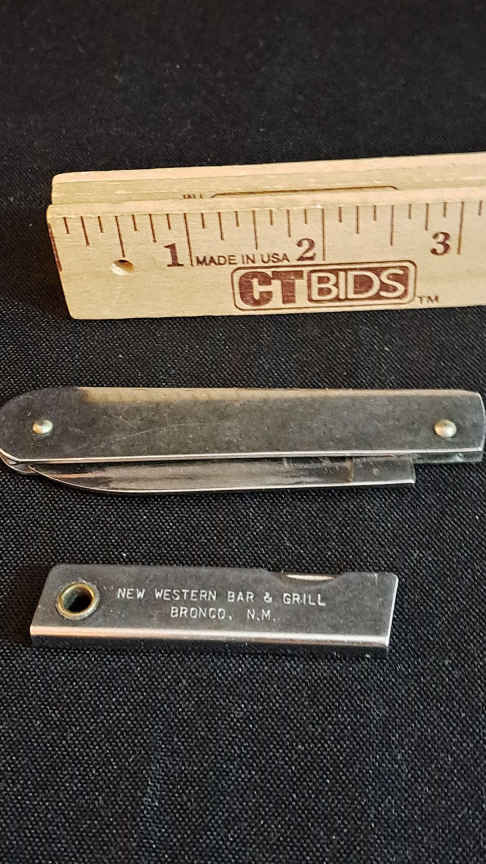 1 MADE IN USA 2 3
CT BIDS TM
NEW WESTERN BAR & GRILL
BRONCO, N.M.